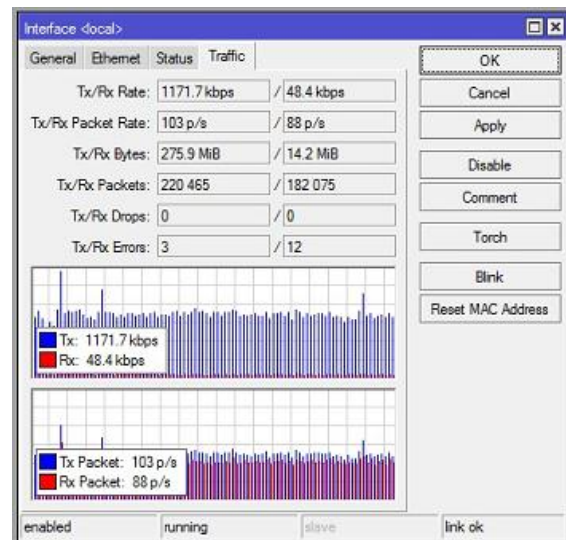 Interface <local>
General Ethernet Status Traffic
Tx/Rx Rate: 1171.7 kbps / 48.4 kbps
Tx/Rx Packet Rate: 103 p/s / 88 p/s
Tx/Rx Bytes: 275.9 MiB / 14.2 MiB
Tx/Rx Packets: 220 465 / 182 075
Tx/Rx Drops: 0 / 0
Tx/Rx Errors: 3 / 12
Tx: 1171.7 kbps
Rx: 48.4 kbps
Tx Packet: 103 p/s
Rx Packet: 88 p/s
OK
Cancel
Apply
Disable
Comment
Torch
Blink
Reset MAC Address
enabled running slave link ok